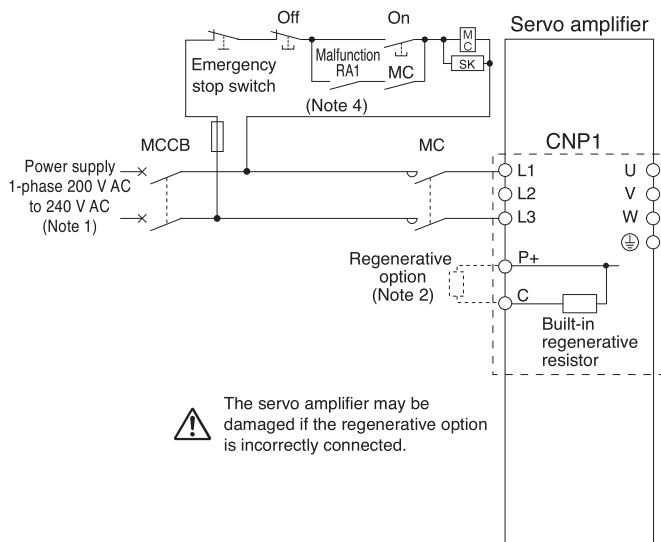 Servo amplifier
Off
On
Emergency
stop switch
Malfunction
RA1
MC
(Note 4)
M
C
SK
MCCB
MC
CNP1
Power supply
1-phase 200 V AC
to 240 V AC
(Note 1)
L1
L2
L3
U
V
W
Regenerative
option
(Note 2)
P+
C
Built-in
regenerative
resistor
The servo amplifier may be
damaged if the regenerative option
is incorrectly connected.